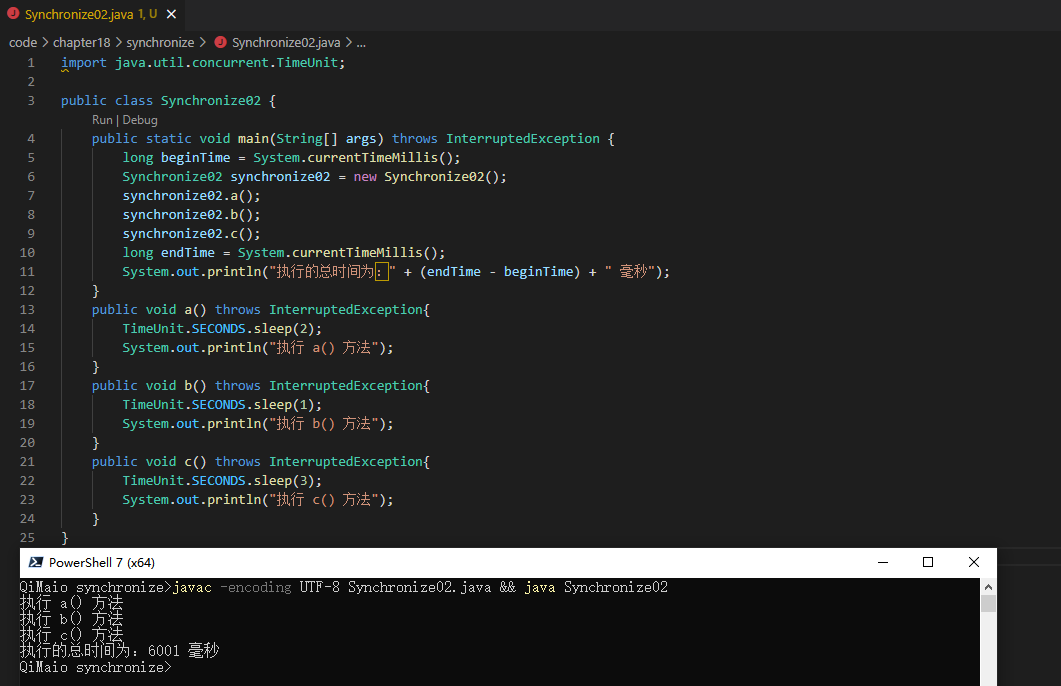 Synchronize02.java 1, U
code > chapter18 > synchronize > Synchronize02.java > ...
1 import java.util.concurrent.TimeUnit;
2
3 public class Synchronize02 {
Run | Debug
4 public static void main(String[] args) throws InterruptedException {
5 long beginTime = System.currentTimeMillis();
6 Synchronize02 synchronize02 = new Synchronize02();
7 synchronize02.a();
8 synchronize02.b();
9 synchronize02.c();
10 long endTime = System.currentTimeMillis();
11 System.out.println("执行的总时间为：" + (endTime - beginTime) + " 毫秒");
12 }
13 public void a() throws InterruptedException{
14 TimeUnit.SECONDS.sleep(2);
15 System.out.println("执行 a() 方法");
16 }
17 public void b() throws InterruptedException{
18 TimeUnit.SECONDS.sleep(1);
19 System.out.println("执行 b() 方法");
20 }
21 public void c() throws InterruptedException{
22 TimeUnit.SECONDS.sleep(3);
23 System.out.println("执行 c() 方法");
24 }
25 }
PowerShell 7 (x64)
QiMaio synchronize>javac -encoding UTF-8 Synchronize02.java && java Synchronize02
执行 a() 方法
执行 b() 方法
执行 c() 方法
执行的总时间为：6001 毫秒
QiMaio synchronize>